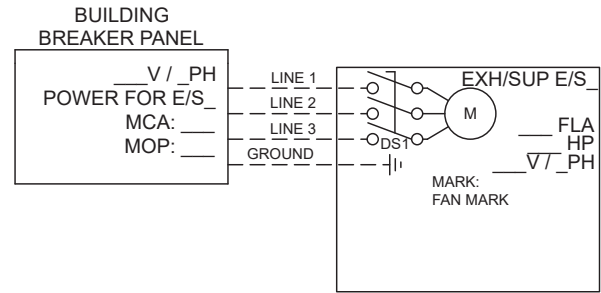 BUILDING
BREAKER PANEL
___V / _PH
POWER FOR E/S_
MCA: ___
MOP: ___
LINE 1
LINE 2
LINE 3
GROUND
DS1
M
EXH/SUP E/S_
___ FLA
___ HP
___V / _PH
MARK:
FAN MARK